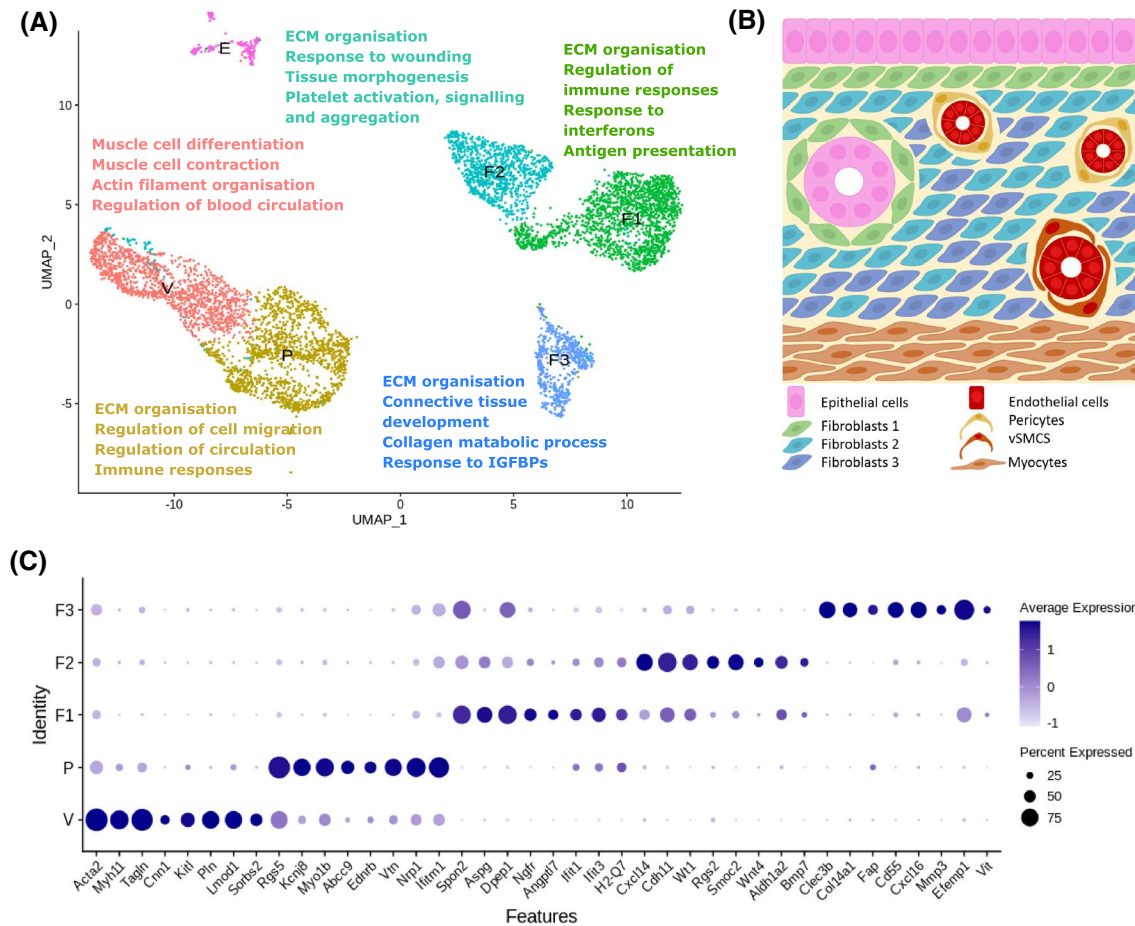 (A)
E
ECM organisation
Response to wounding
Tissue morphogenesis
Platelet activation, signalling
and aggregation
ECM organisation
Regulation of
immune responses
Response to
interferons
Antigen presentation
Muscle cell differentiation
Muscle cell contraction
Actin filament organisation
Regulation of blood circulation
F2
F1
V
P
F3
ECM organisation
Regulation of cell migration
Regulation of circulation
Immune responses
ECM organisation
Connective tissue
development
Collagen matabolic process
Response to IGFBPs
UMAP_2
10
5
0
-5
-10
-5
0
5
10
UMAP_1
(B)
Epithelial cells
Fibroblasts 1
Fibroblasts 2
Fibroblasts 3
Endothelial cells
Pericytes
vSMCS
Myocytes
(C)
Identity
F3
F2
F1
P
V
Acta2
Myh11
Tagln
Cnn1
Kitl
Pln
Lmod1
Sorbs2
Rgs5
Kcnj8
Myo1b
Abcc9
Ednrb
Vtn
Nrp1
Ifitm1
Spon2
Aspg
Dpep1
Ngfr
Angptl7
Ifit1
Ifit3
H2-Q7
Cxcl14
Cdh11
Wt1
Rgs2
Smoc2
Wnt4
Aldh1a2
Bmp7
Clec3b
Col14a1
Fap
Cd55
Cxcl16
Mmp3
Efemp1
Vit
Features
Average Expression
1
0
-1
Percent Expressed
25
50
75